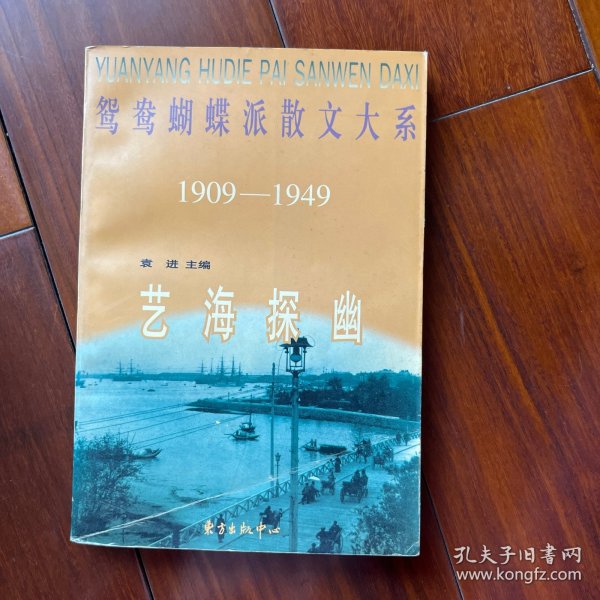 YUANYANG HUDIE PAI SANWEN DAXI
鸳鸯蝴蝶派散文大系
1909—1949
袁 进 主编
艺海探幽
东方出版中心
孔夫子旧书网
www.kongfz.com